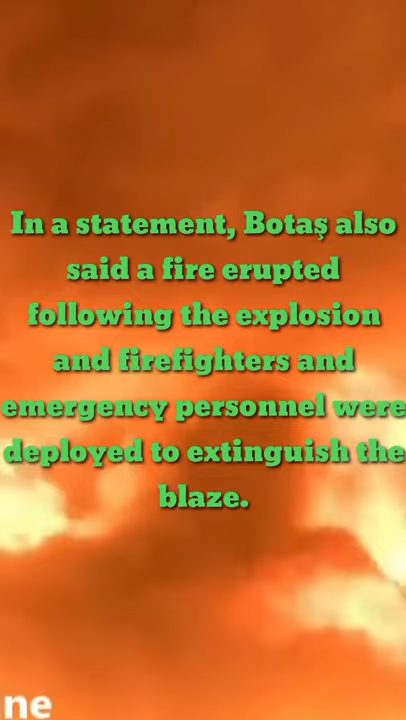 In a statement, Botaş also
said a fire erupted
following the explosion
and firefighters and
emergency personnel were
deployed to extinguish the
blaze.
ne